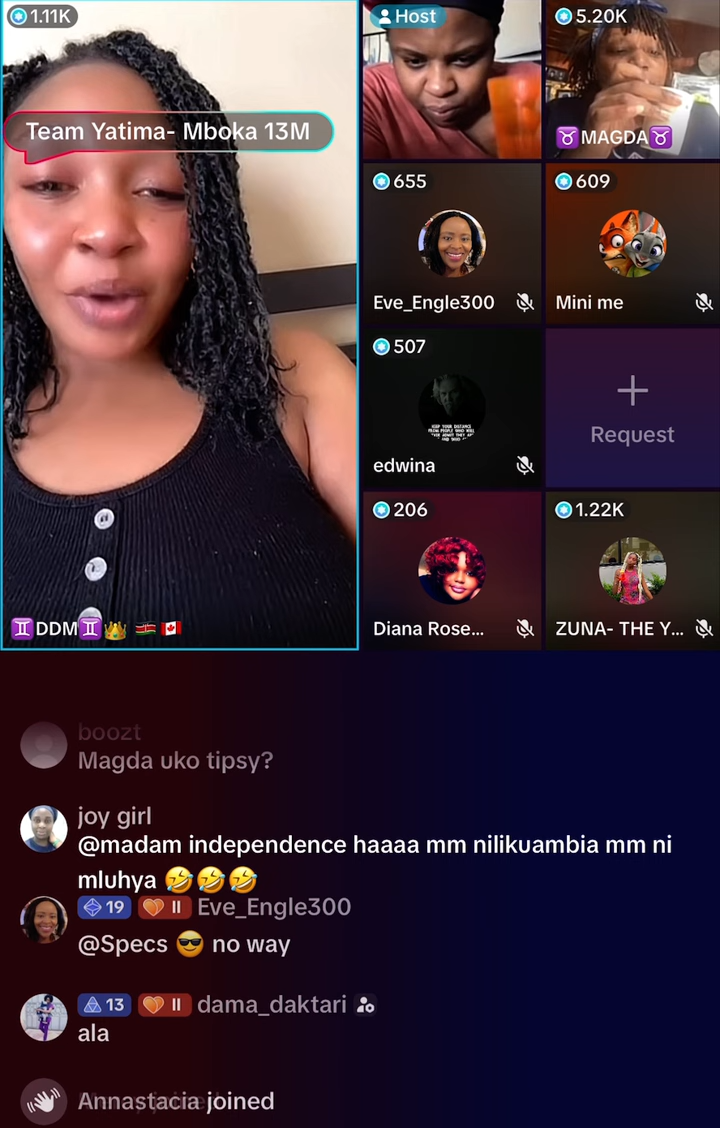 1.11K
Team Yatima- Mboka 13M
♊DDM♊👑 🇰🇪 🇨🇦
Host
5.20K
♉MAGDA♉
655
Eve_Engle300
609
Mini me
507
edwina
+
Request
206
Diana Rose...
1.22K
ZUNA- THE Y...
boozt
Magda uko tipsy?
joy girl
@madam independence haaaa mm nilikuambia mm ni
mluhya 🤣🤣🤣
19 II Eve_Engle300
@Specs 😎 no way
13 II dama_daktari
ala
Annastacia joined